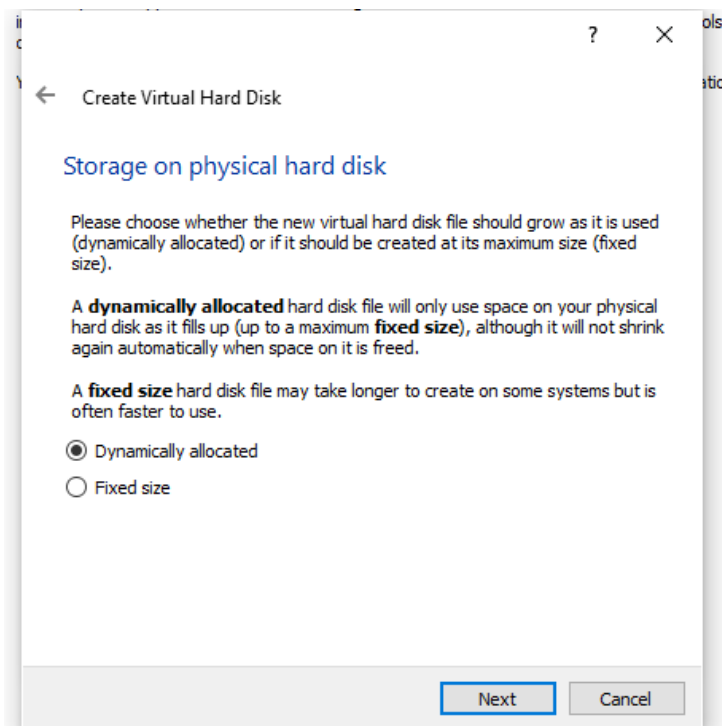 ols
?
Create Virtual Hard Disk
Storage on physical hard disk
Please choose whether the new virtual hard disk file should grow as it is used
(dynamically allocated) or if it should be created at its maximum size (fixed
size).
A dynamically allocated hard disk file will only use space on your physical
hard disk as it fills up (up to a maximum fixed size), although it will not shrink
again automatically when space on it is freed.
A fixed size hard disk file may take longer to create on some systems but is
often faster to use.
Dynamically allocated
Fixed size
Next Cancel